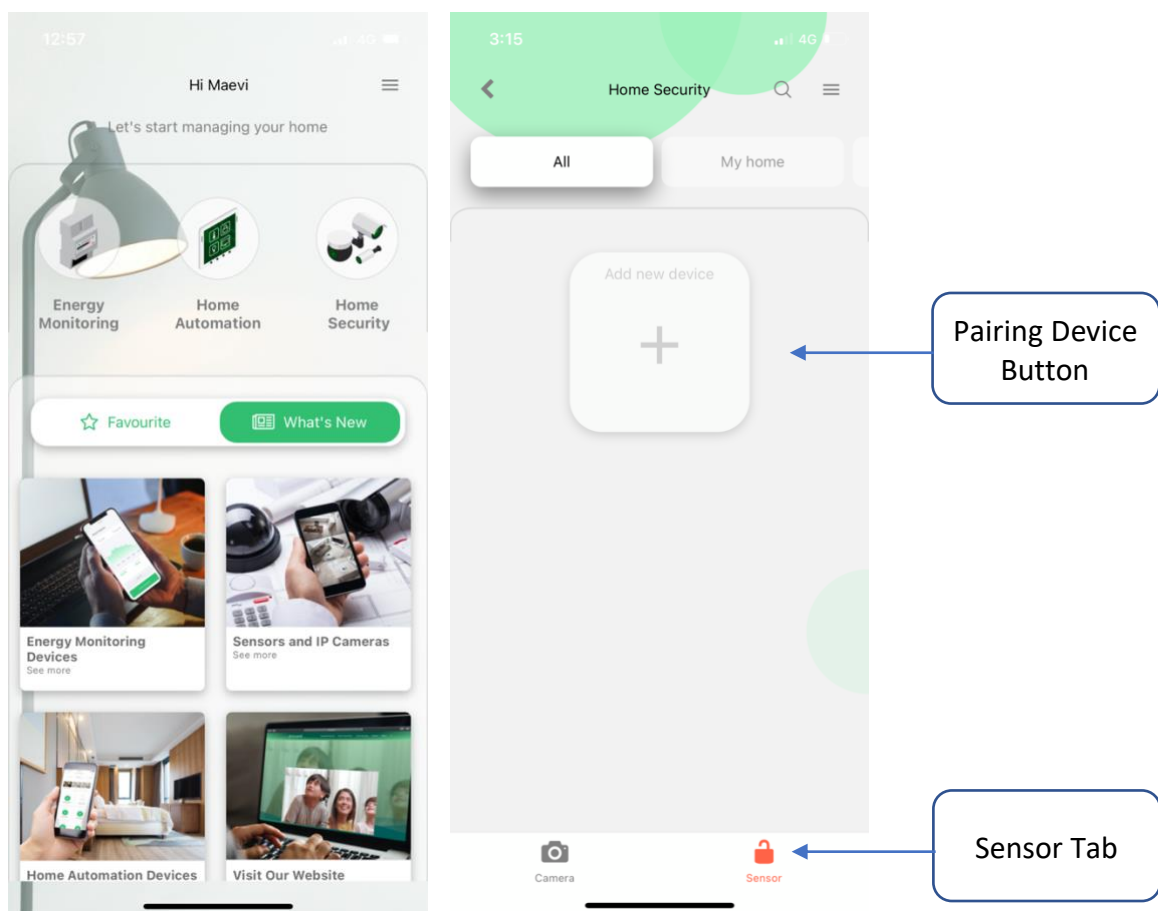 12:57
4G
Hi Maevi
Let's start managing your home
Energy
Monitoring
Home
Automation
Home
Security
Favourite
What's New
Energy Monitoring
Devices
See more
Sensors and IP Cameras
See more
Home Automation Devices
Visit Our Website
3:15
4G
Home Security
All
My home
Add new device
Camera
Sensor
Pairing Device
Button
Sensor Tab